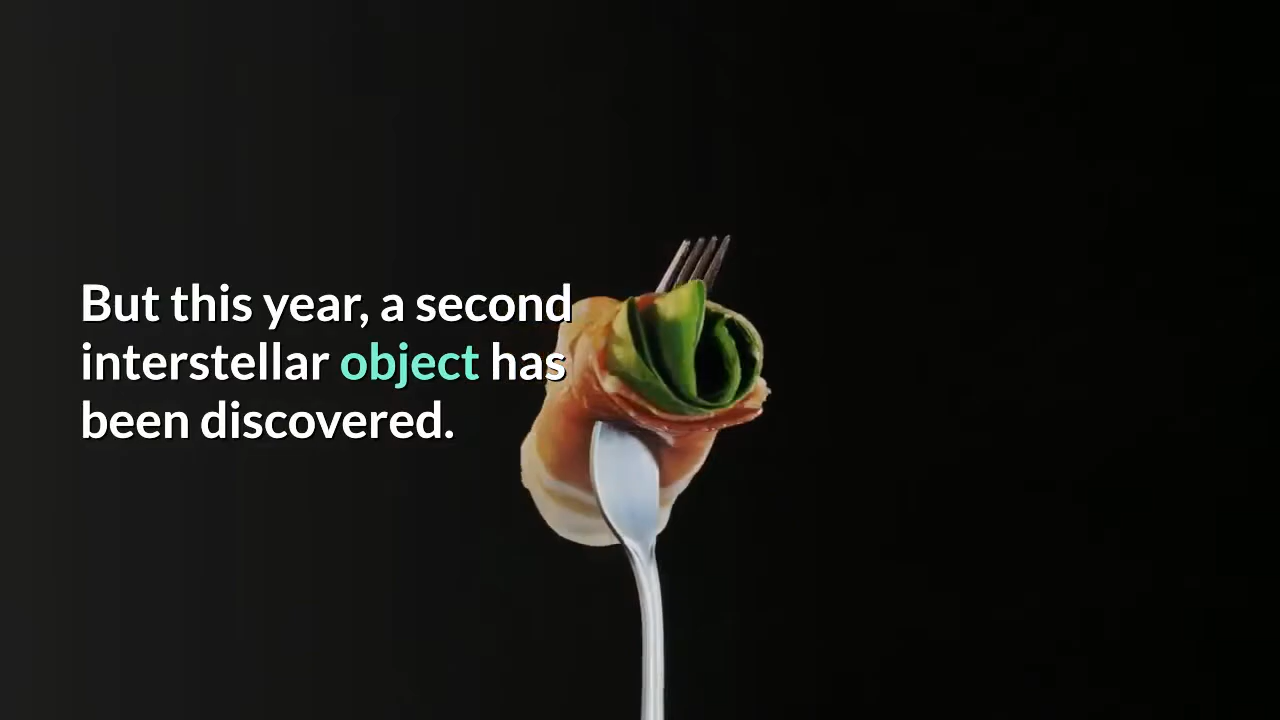 But this year, a second
interstellar object has
been discovered.